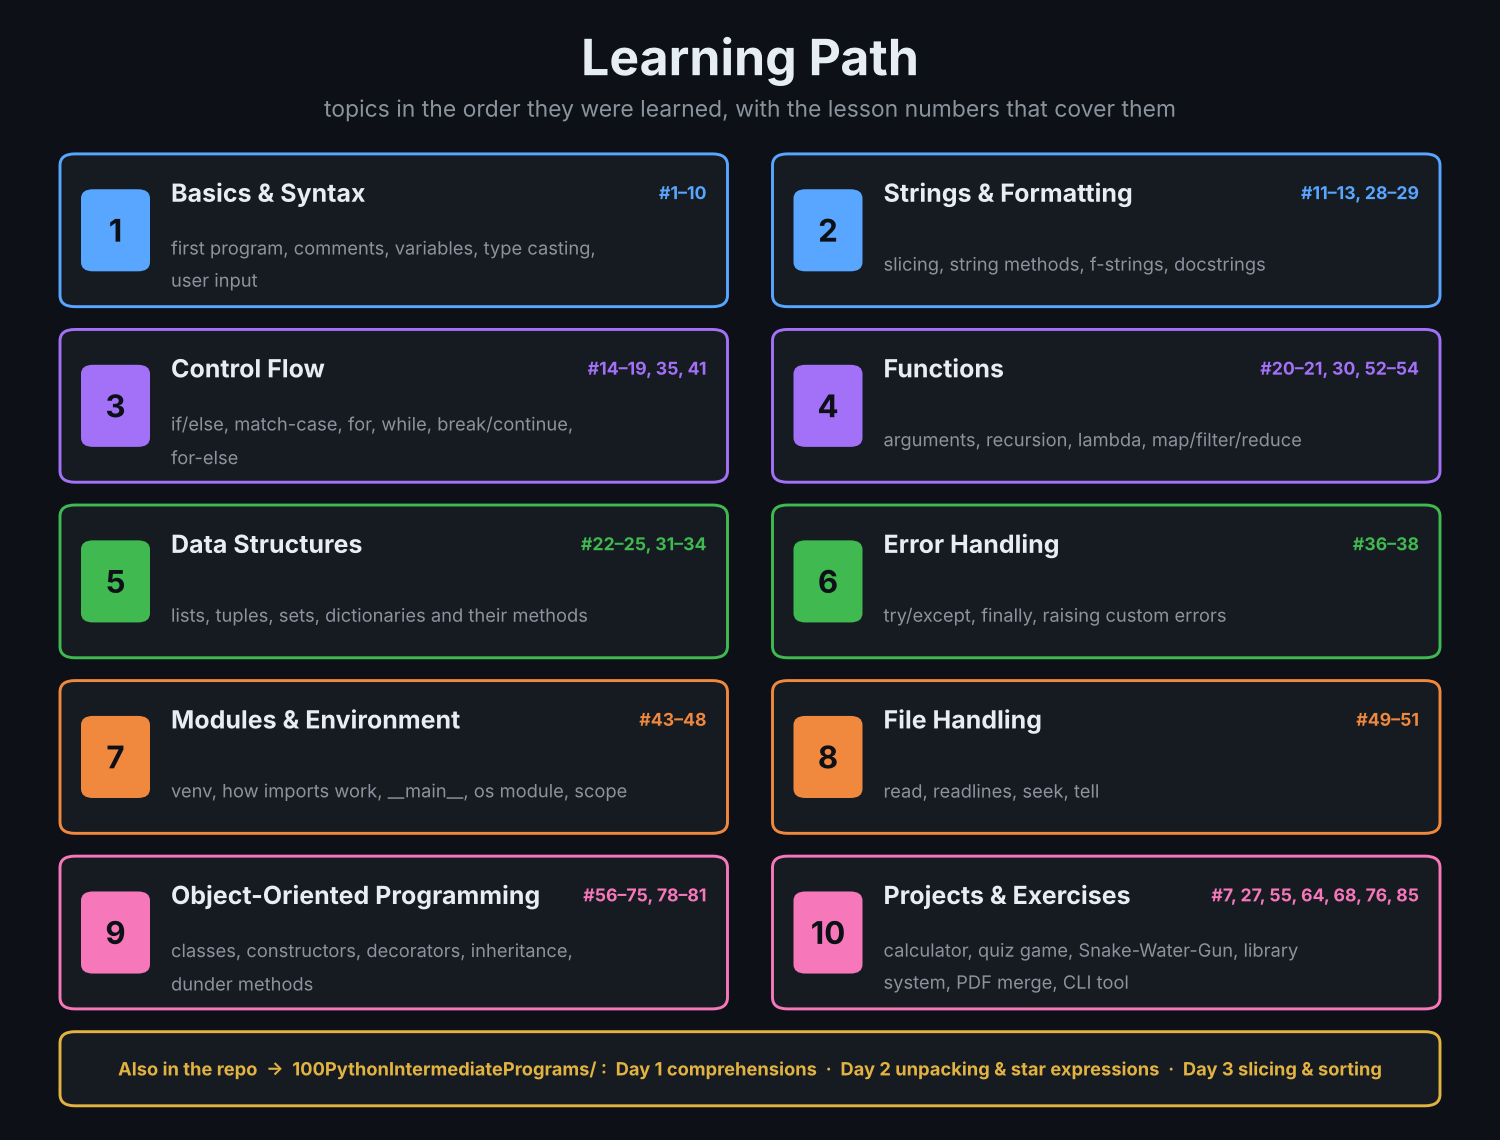 Learning Path
topics in the order they were learned, with the lesson numbers that cover them
1
Basics & Syntax
#1–10
first program, comments, variables, type casting,
user input
2
Strings & Formatting
#11–13, 28–29
slicing, string methods, f-strings, docstrings
3
Control Flow
#14–19, 35, 41
if/else, match-case, for, while, break/continue,
for-else
4
Functions
#20–21, 30, 52–54
arguments, recursion, lambda, map/filter/reduce
5
Data Structures
#22–25, 31–34
lists, tuples, sets, dictionaries and their methods
6
Error Handling
#36–38
try/except, finally, raising custom errors
7
Modules & Environment
#43–48
venv, how imports work, __main__, os module, scope
8
File Handling
#49–51
read, readlines, seek, tell
9
Object-Oriented Programming
#56–75, 78–81
classes, constructors, decorators, inheritance,
dunder methods
10
Projects & Exercises
#7, 27, 55, 64, 68, 76, 85
calculator, quiz game, Snake-Water-Gun, library
system, PDF merge, CLI tool
Also in the repo → 100PythonIntermediatePrograms/ : Day 1 comprehensions · Day 2 unpacking & star expressions · Day 3 slicing & sorting